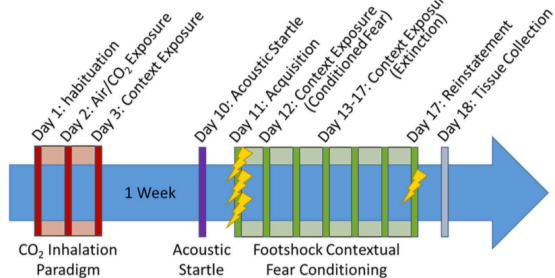 Day 1: habituation
Day 2: Air/CO₂ Exposure
Day 3: Context Exposure
Day 10: Acoustic Startle
Day 11: Acquisition
Day 12: Context Exposure
(Conditioned Fear)
Day 13-17: Context Exposur
(Extinction)
Day 17: Reinstatement
Day 18: Tissue Collection
1 Week
CO₂ Inhalation
Paradigm
Acoustic
Startle
Footshock Contextual
Fear Conditioning